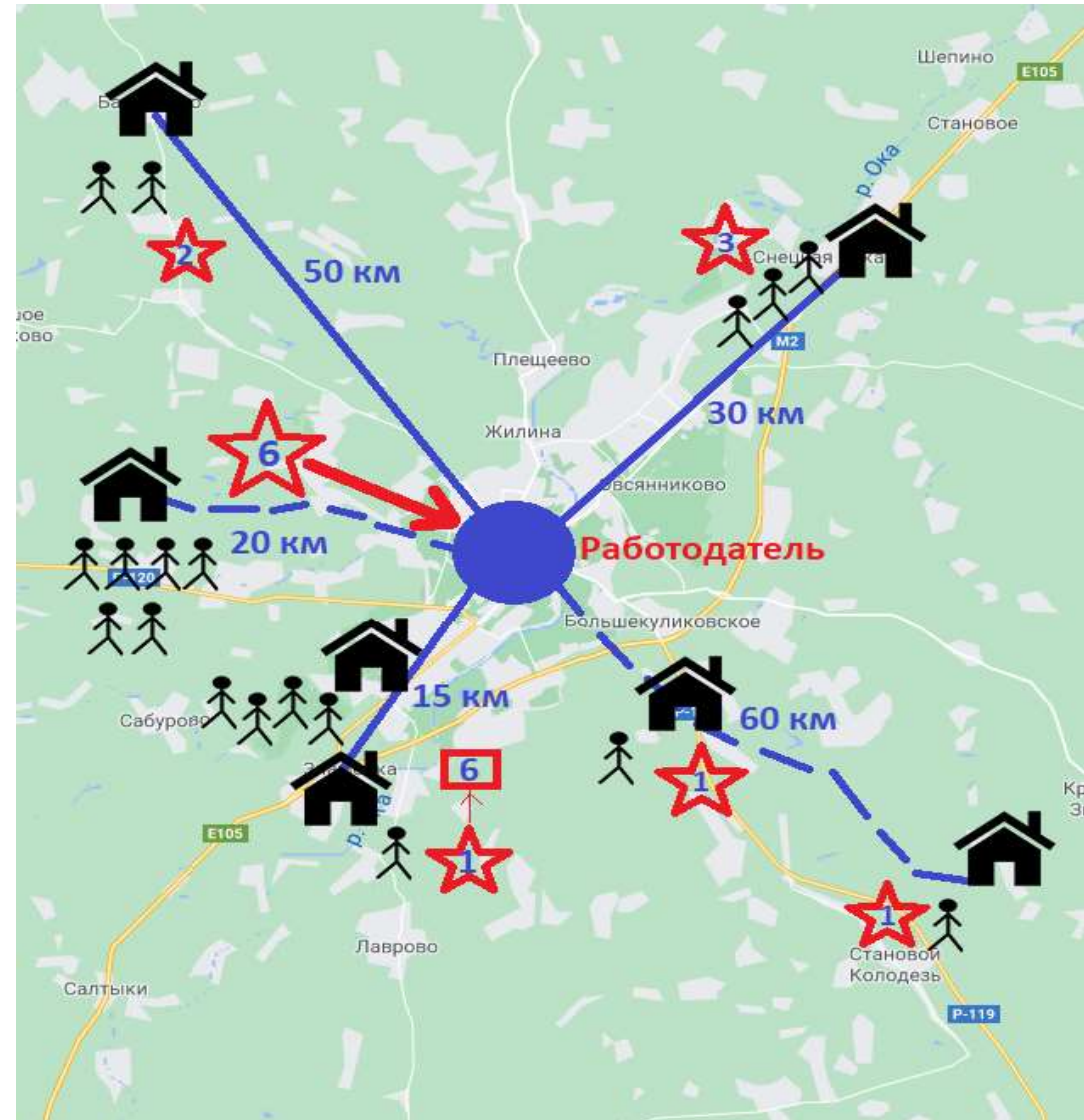 Шепино
E105
Становое
р. Ока
2
3
50 км
M2
Плещеево
30 км
Жилина
6
20 км
Работодатель
Большекуликовское
15 км
Сабурово
60 км
6
1
E105
1
1
Лаврово
Становой
Колодезь
Салтыки
Р-119